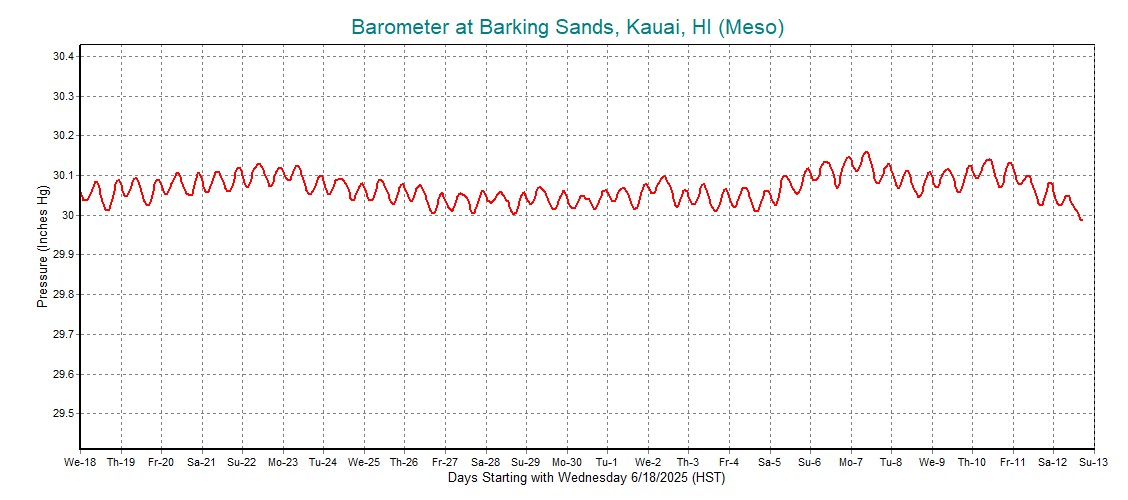 Barometer at Barking Sands, Kauai, HI (Meso)
Pressure (Inches Hg)
30.4
30.3
30.2
30.1
30
29.9
29.8
29.7
29.6
29.5
We-18 Th-19 Fr-20 Sa-21 Su-22 Mo-23 Tu-24 We-25 Th-26 Fr-27 Sa-28 Su-29 Mo-30 Tu-1 We-2 Th-3 Fr-4 Sa-5 Su-6 Mo-7 Tu-8 We-9 Th-10 Fr-11 Sa-12 Su-13
Days Starting with Wednesday 6/18/2025 (HST)